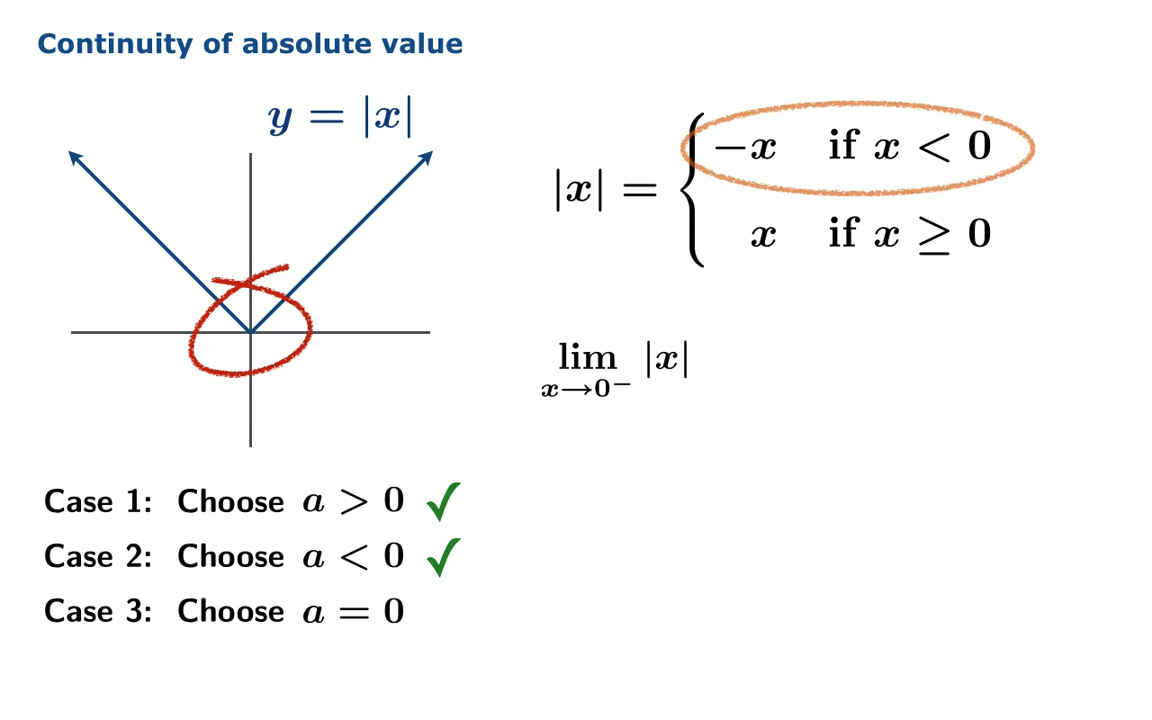 Continuity of absolute value
y = |x|
|x| = { −x if x < 0
x if x ≥ 0
lim x→0⁻ |x|
Case 1: Choose a > 0 ✓
Case 2: Choose a < 0 ✓
Case 3: Choose a = 0